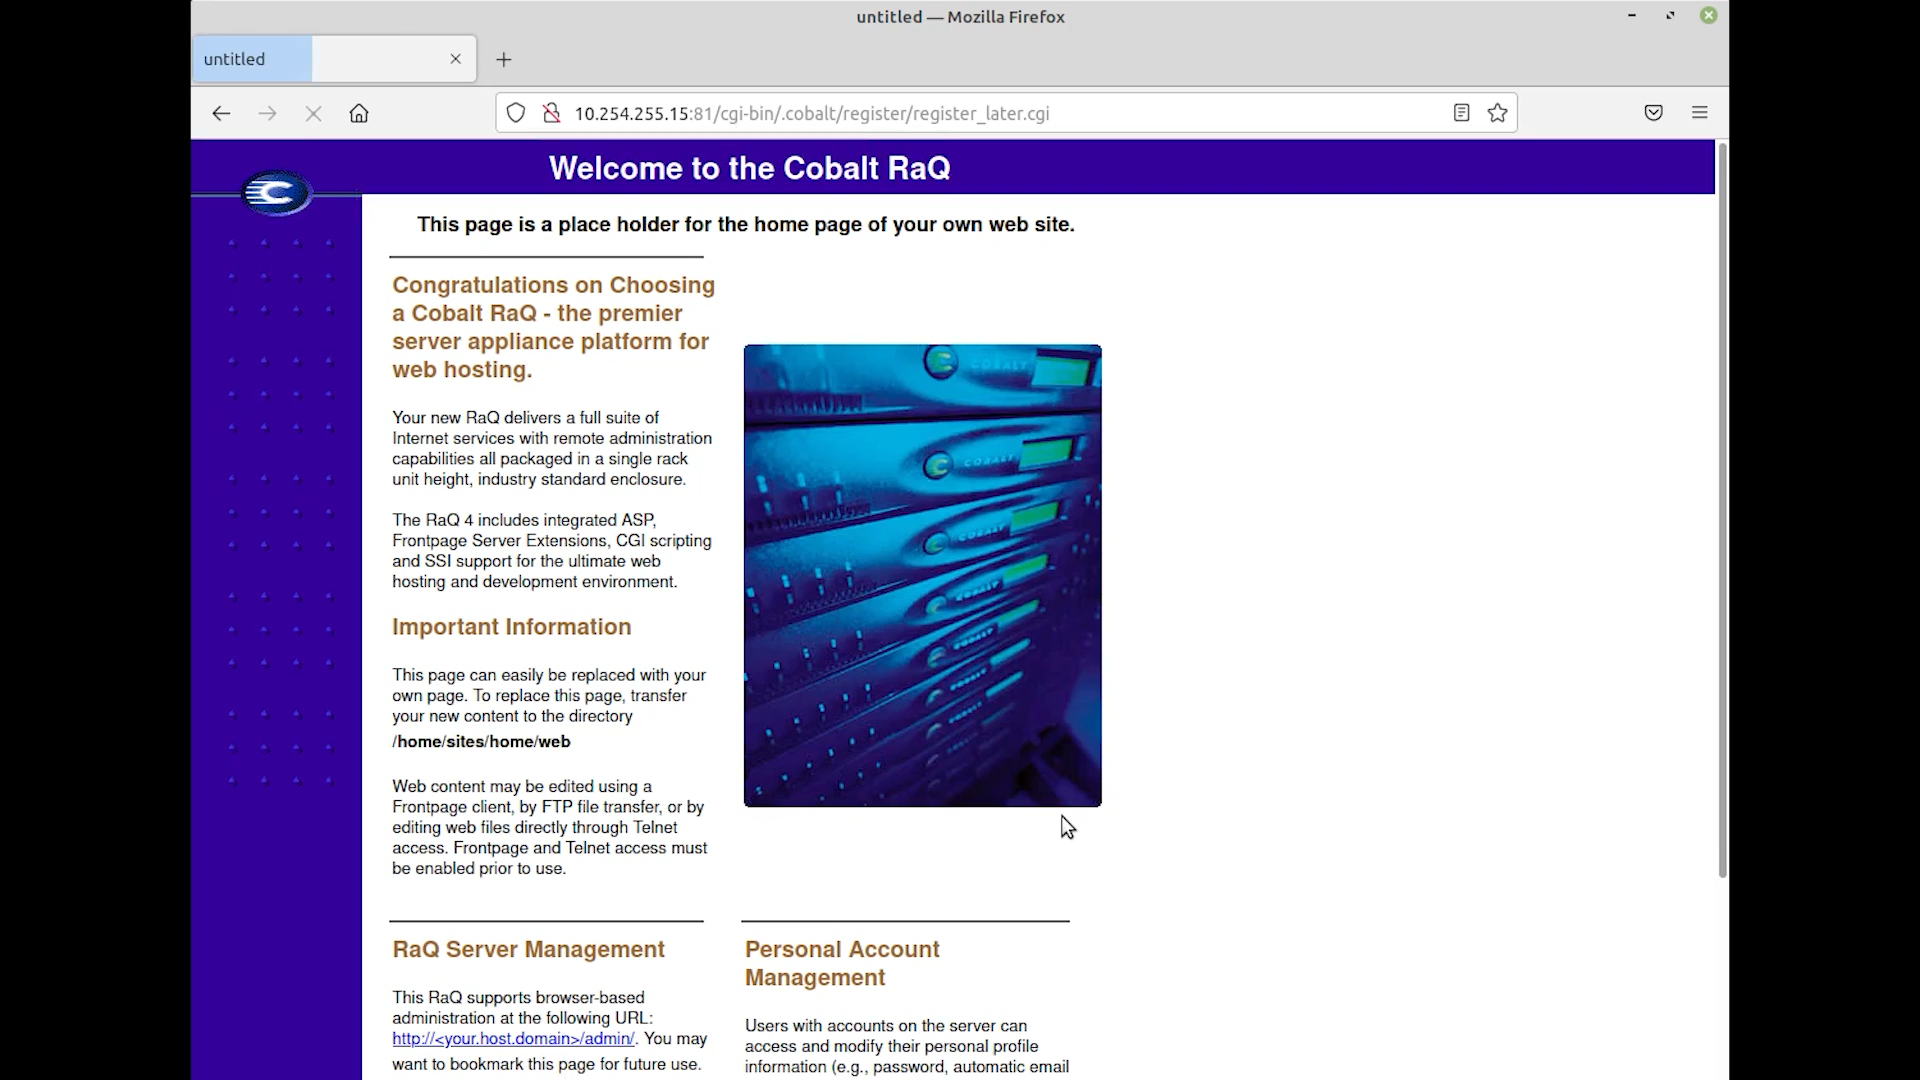 untitled — Mozilla Firefox
untitled
10.254.255.15:81/cgi-bin/.cobalt/register/register_later.cgi
Welcome to the Cobalt RaQ
This page is a place holder for the home page of your own web site.
Congratulations on Choosing
a Cobalt RaQ - the premier
server appliance platform for
web hosting.
Your new RaQ delivers a full suite of
Internet services with remote administration
capabilities all packaged in a single rack
unit height, industry standard enclosure.
The RaQ 4 includes integrated ASP,
Frontpage Server Extensions, CGI scripting
and SSI support for the ultimate web
hosting and development environment.
Important Information
This page can easily be replaced with your
own page. To replace this page, transfer
your new content to the directory
/home/sites/home/web
Web content may be edited using a
Frontpage client, by FTP file transfer, or by
editing web files directly through Telnet
access. Frontpage and Telnet access must
be enabled prior to use.
COBALT
COBALT
COBALT
COBALT
COBALT
COBALT
COBALT
RaQ Server Management
This RaQ supports browser-based
administration at the following URL:
http://<your.host.domain>/admin/. You may
want to bookmark this page for future use.
Personal Account
Management
Users with accounts on the server can
access and modify their personal profile
information (e.g., password, automatic email